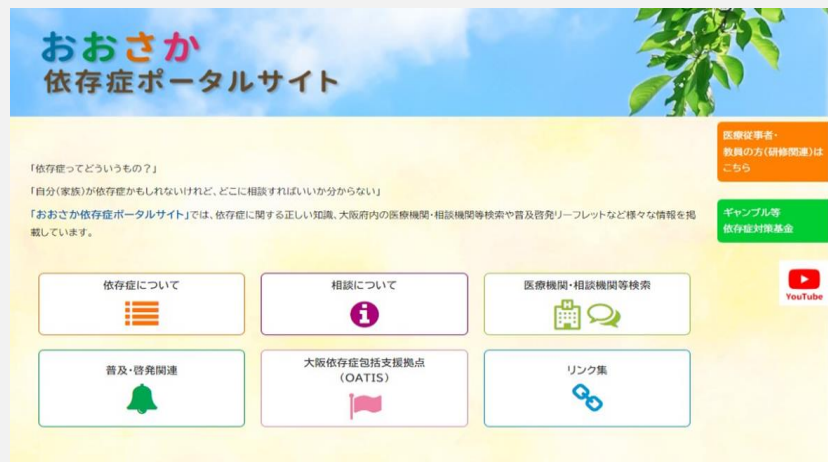 おおさか
依存症ポータルサイト
「依存症ってどういうもの？」
「自分(家族)が依存症かもしれないけれど、どこに相談すればいいか分からない」
「おおさか依存症ポータルサイト」では、依存症に関する正しい知識、大阪府内の医療機関・相談機関等検索や普及啓発リーフレットなど様々な情報を掲
載しています。
医療従事者・
教員の方(研修関連)は
こちら
ギャンブル等
依存症対策基金
YouTube
依存症について
相談について
医療機関・相談機関等検索
普及・啓発関連
大阪依存症包括支援拠点
(OATIS)
リンク集